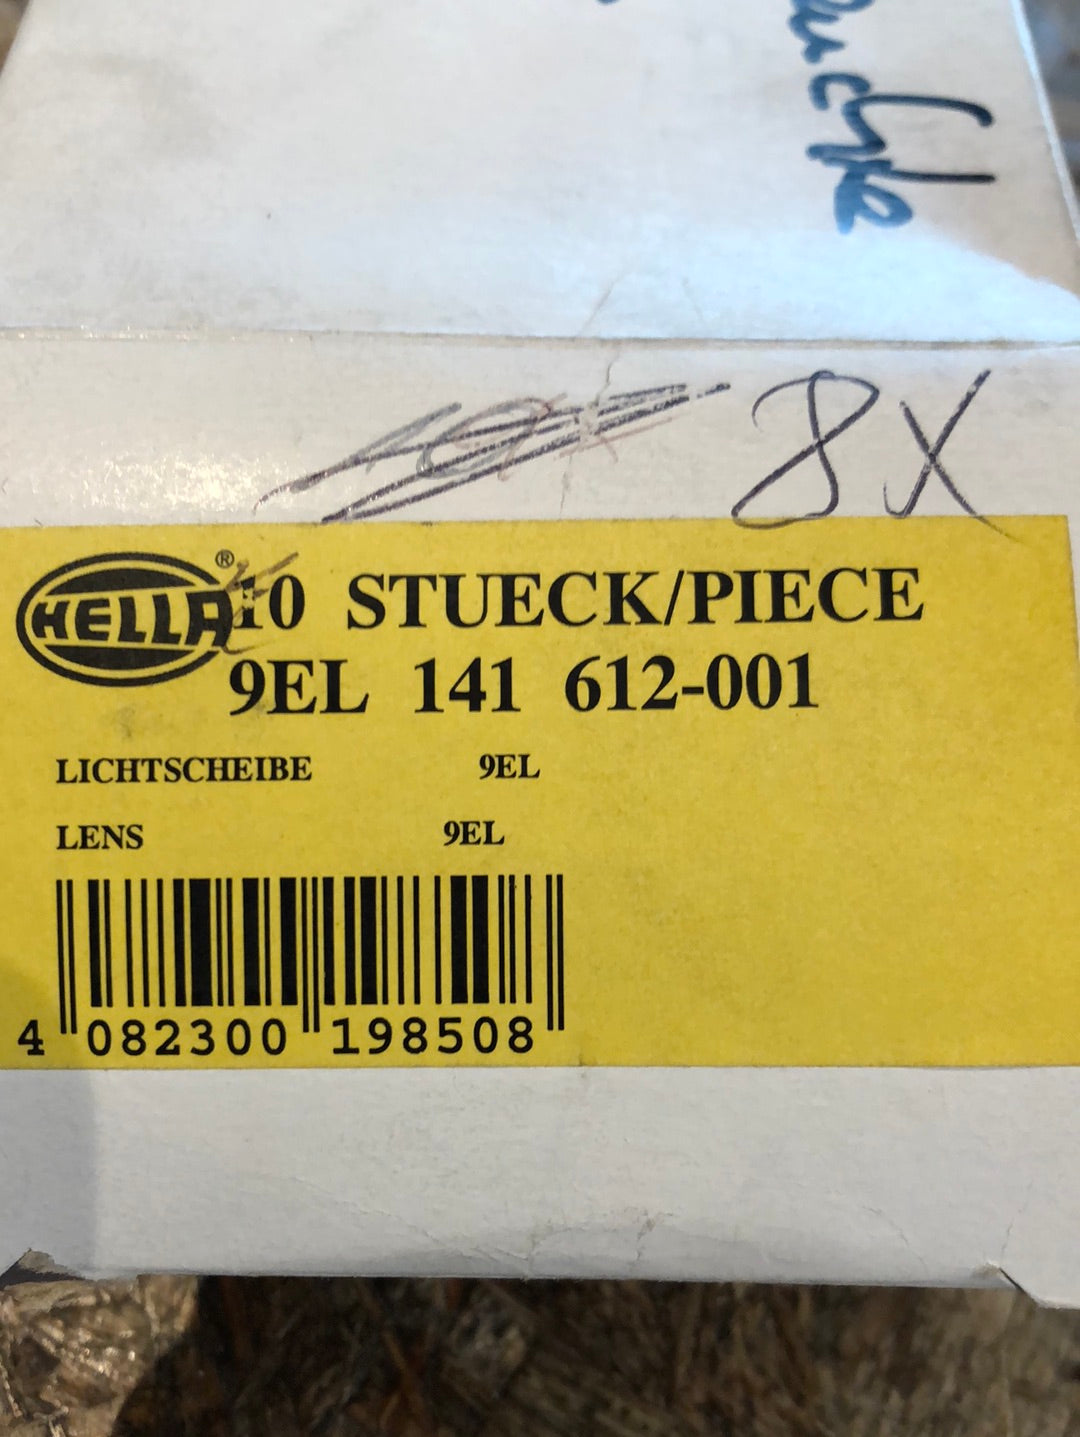 8X
HELLA®
10 STUECK/PIECE
9EL 141 612-001
LICHTSCHEIBE 9EL
LENS 9EL
4 082300 198508